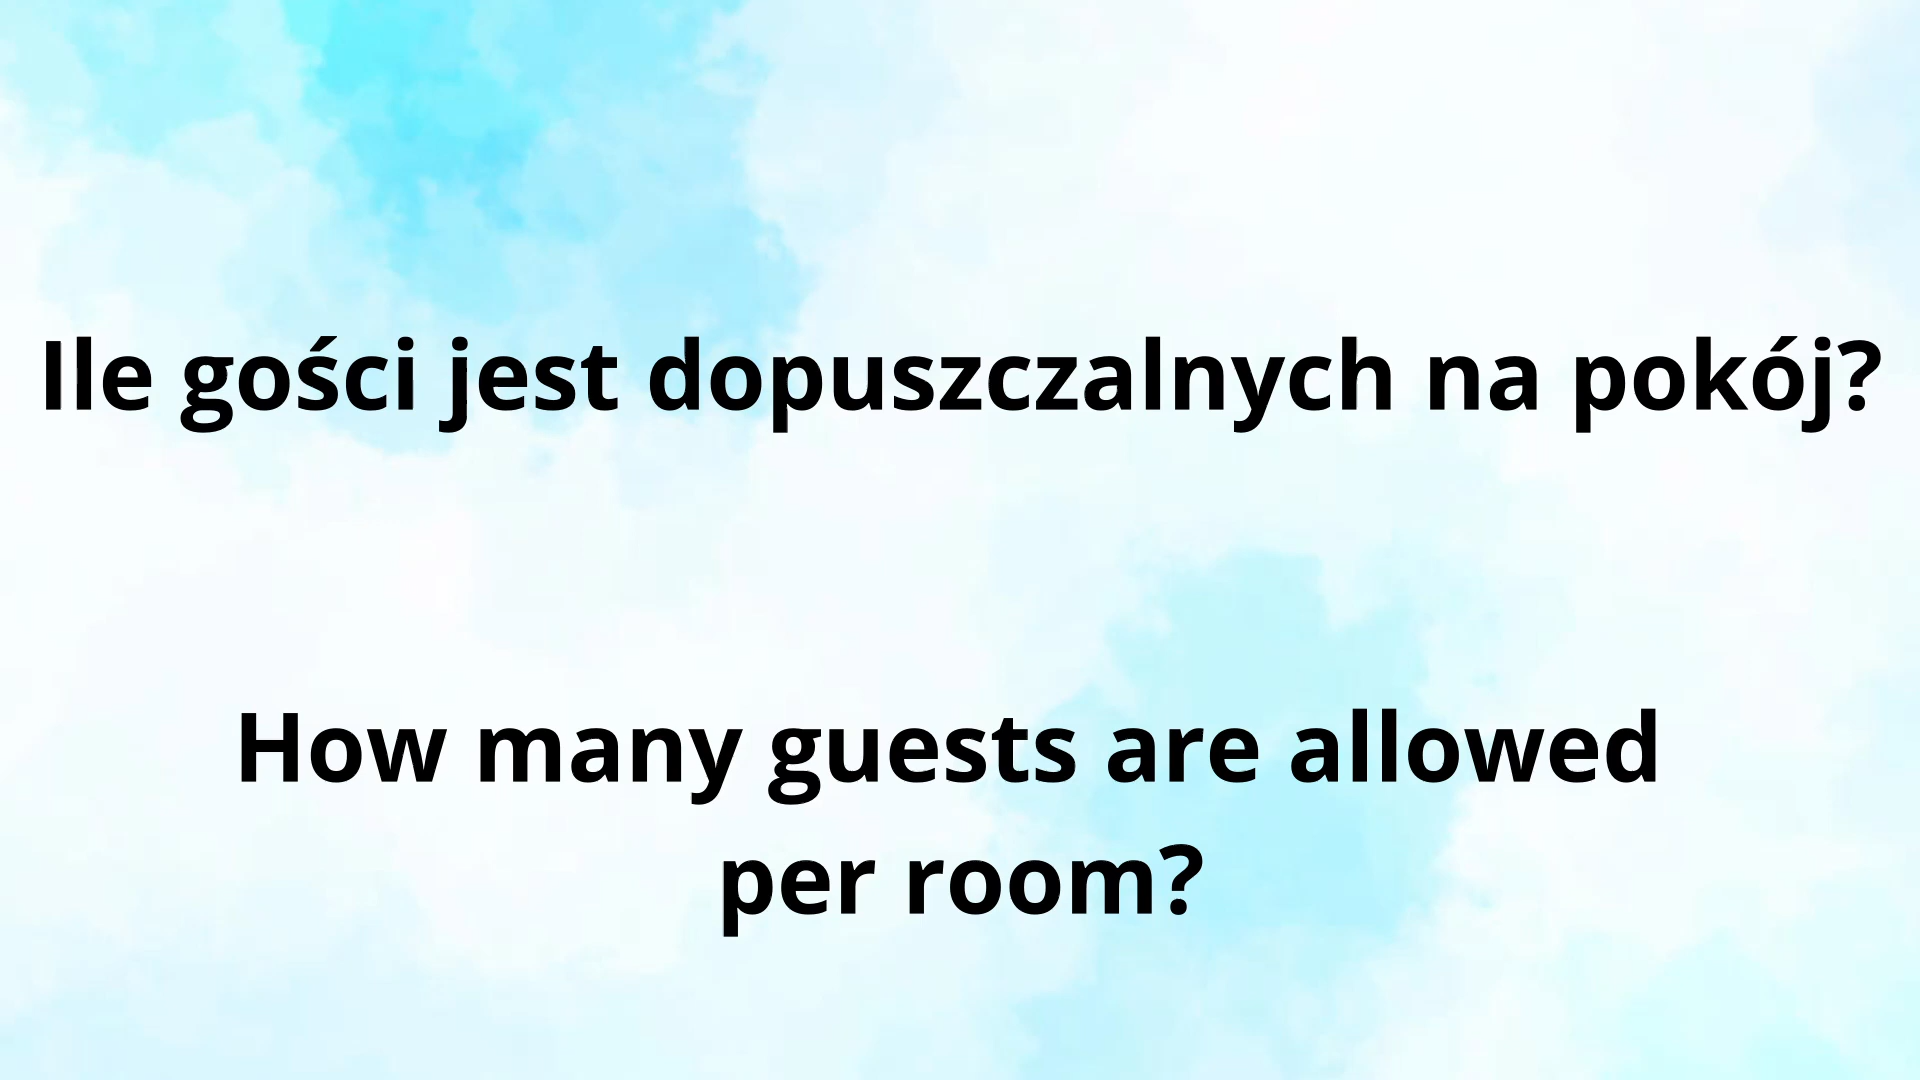 Ile gości jest dopuszczalnych na pokój?
How many guests are allowed
per room?